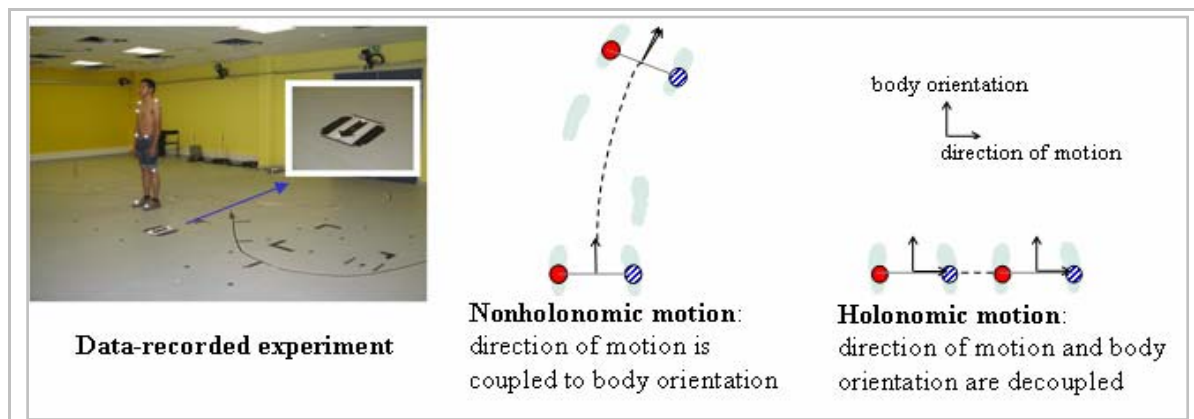 body orientation
direction of motion
Data-recorded experiment
Nonholonomic motion:
direction of motion is
coupled to body orientation
Holonomic motion:
direction of motion and body
orientation are decoupled